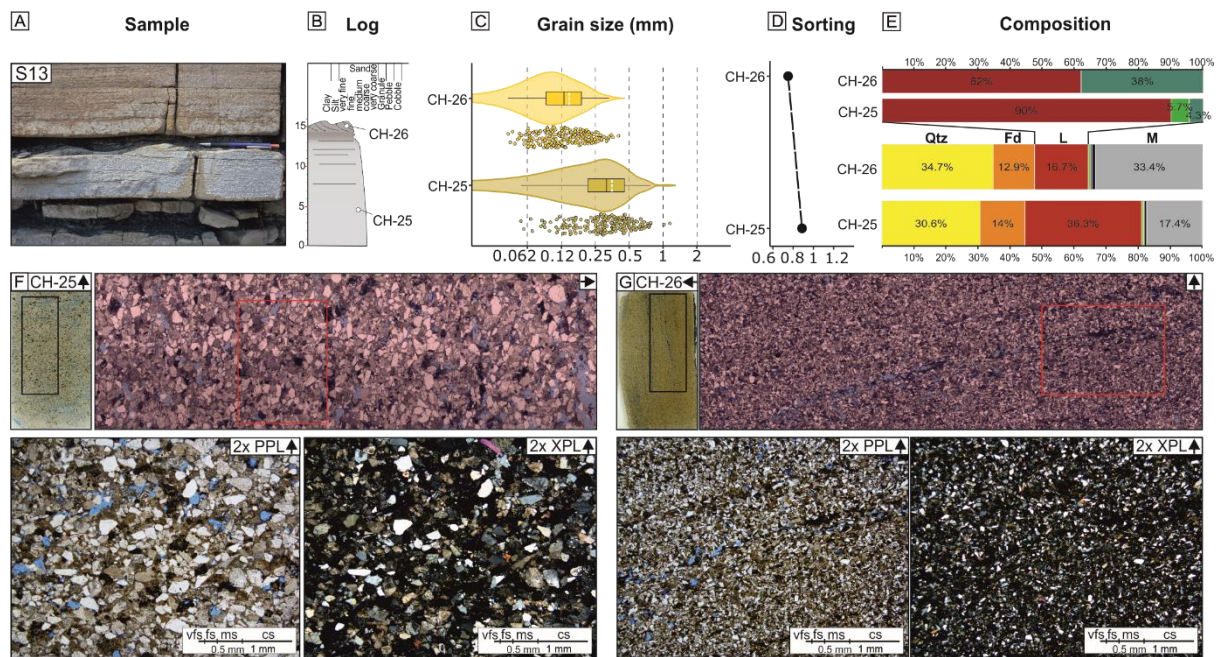 A Sample
B Log
C Grain size (mm)
D Sorting
E Composition
S13
Sand
Clay
Silt
very fine
fine
medium
coarse
very coarse
Granule
Pebble
Cobble
15
10
5
0
CH-26
CH-25
CH-26
CH-25
0.062 0.12 0.25 0.5 1 2
CH-26
CH-25
0.6 0.8 1 1.2
0% 10% 20% 30% 40% 50% 60% 70% 80% 90% 100%
CH-26 62% 38%
CH-25 90% 5.7% 4.3%
Qtz Fd L M
CH-26 34.7% 12.9% 16.7% 33.4%
CH-25 30.6% 14% 36.3% 17.4%
0% 10% 20% 30% 40% 50% 60% 70% 80% 90% 100%
F CH-25
G CH-26
2x PPL
2x XPL
2x PPL
2x XPL
vfs fs ms cs
0.5 mm 1 mm
vfs fs ms cs
0.5 mm 1 mm
vfs fs ms cs
0.5 mm 1 mm
vfs fs ms cs
0.5 mm 1 mm